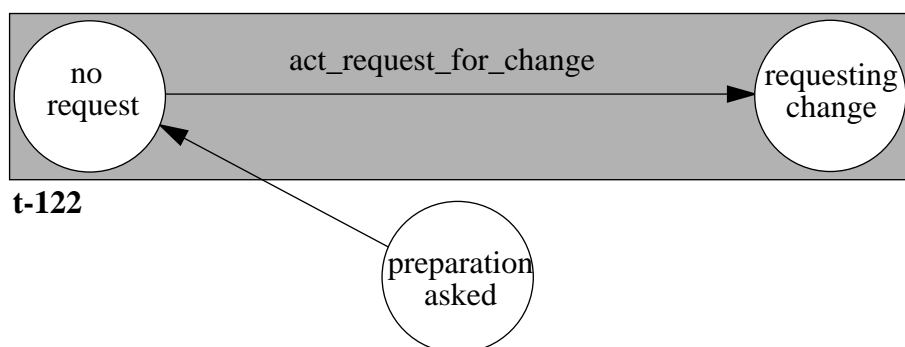 no
request
act_request_for_change
requesting
change
t-122
preparation
asked